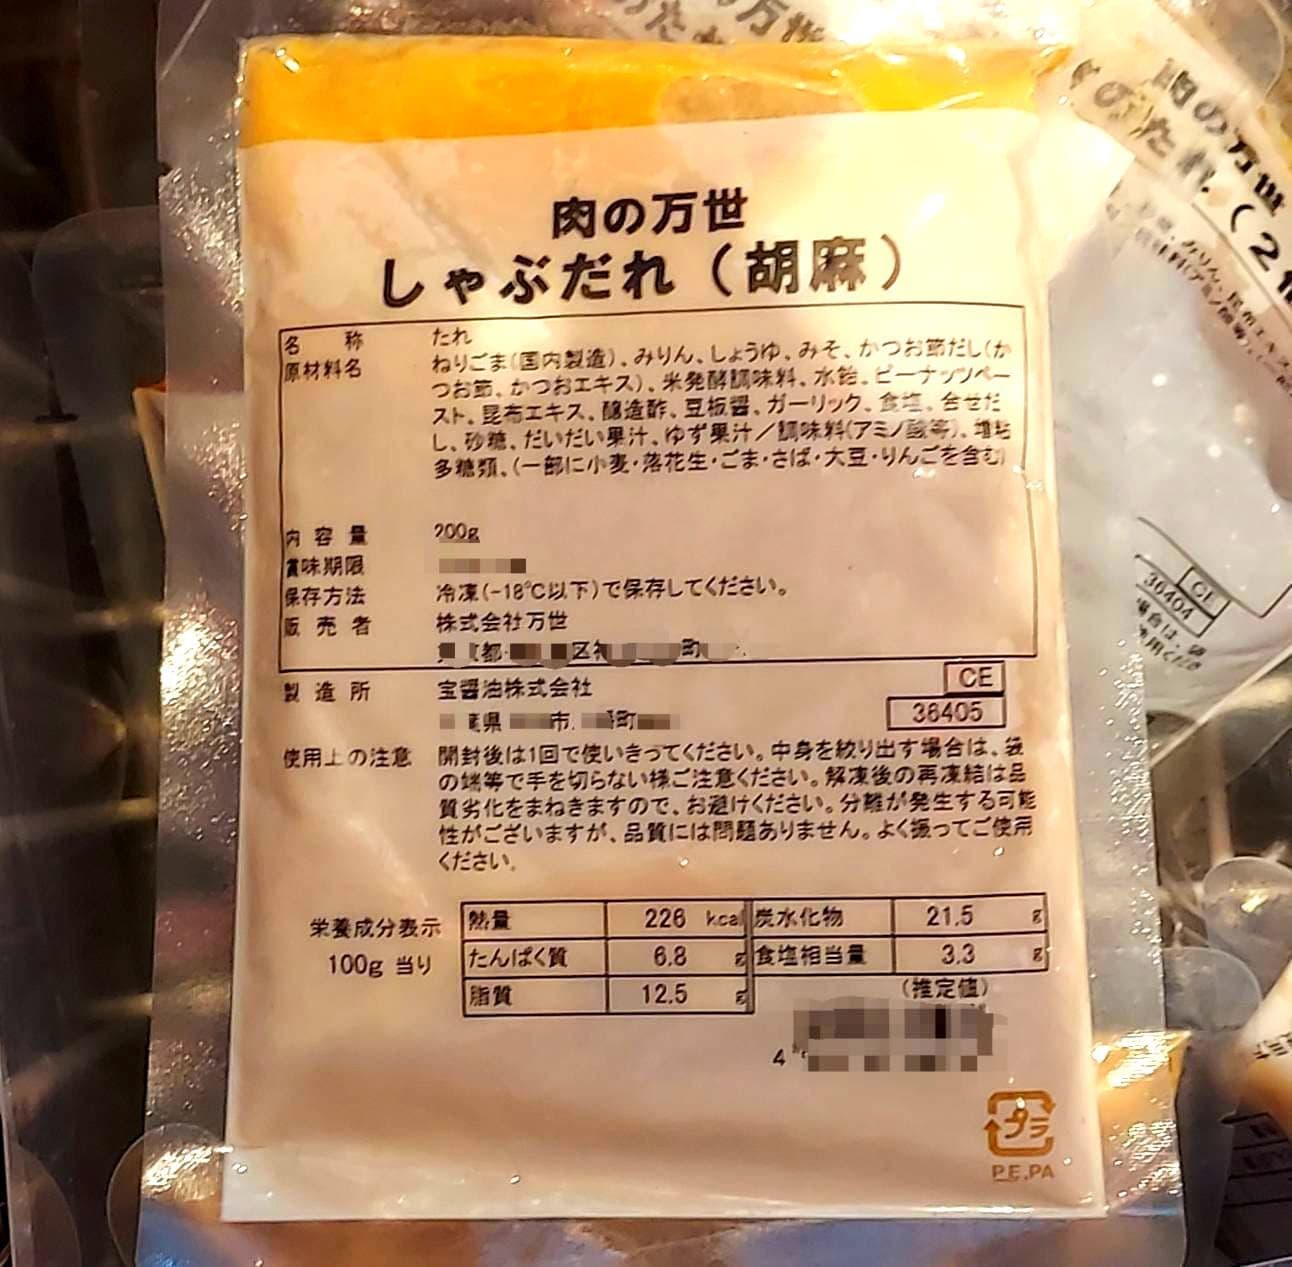 肉の万世
しゃぶだれ（胡麻）
名称 たれ
原材料名 ねりごま(国内製造)、みりん、しょうゆ、みそ、かつお節だし(か
つお節、かつおエキス)、米発酵調味料、水飴、ピーナッツペー
スト、昆布エキス、醸造酢、豆板醤、ガーリック、食塩、合せだ
し、砂糖、だいだい果汁、ゆず果汁／調味料(アミノ酸等)、増粘
多糖類、(一部に小麦・落花生・ごま・さば・大豆・りんごを含む)
内容量 200g
賞味期限
保存方法 冷凍(-18℃以下)で保存してください。
販売者 株式会社万世
都 区 町
製造所 宝醤油株式会社
県 市 町
CE
36405
使用上の注意 開封後は1回で使いきってください。中身を絞り出す場合は、袋
の端等で手を切らない様ご注意ください。解凍後の再凍結は品
質劣化をまねきますので、お避けください。分離が発生する可能
性がございますが、品質には問題ありません。よく振ってご使用
ください。
栄養成分表示
100g 当り
熱量 226 kcal 炭水化物 21.5 g
たんぱく質 6.8 g 食塩相当量 3.3 g
脂質 12.5 g
(推定値)
4
プラ
P.E,PA
肉の万世
のたれ（2
CE
36404